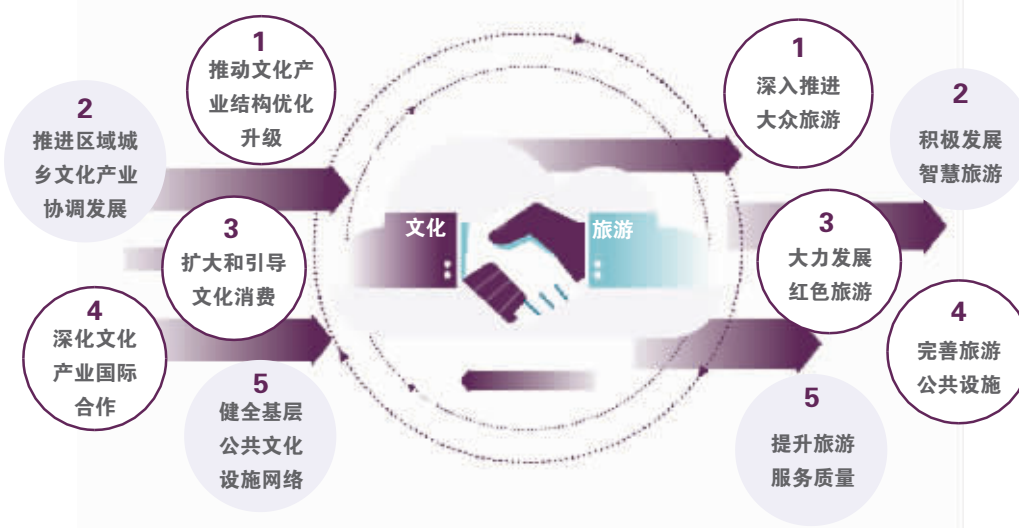 1
推动文化产
业结构优化
升级
2
推进区域城
乡文化产业
协调发展
3
扩大和引导
文化消费
4
深化文化
产业国际
合作
5
健全基层
公共文化
设施网络
文化
旅游
1
深入推进
大众旅游
2
积极发展
智慧旅游
3
大力发展
红色旅游
4
完善旅游
公共设施
5
提升旅游
服务质量